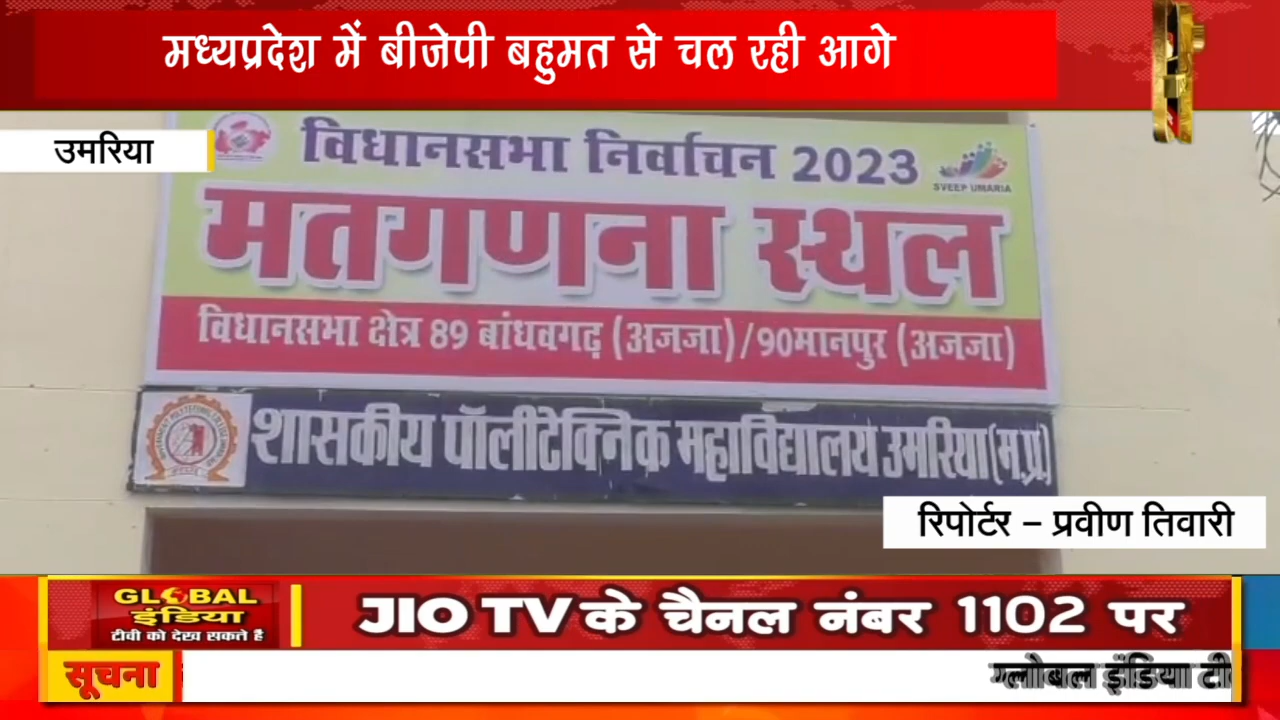 मध्यप्रदेश में बीजेपी बहुमत से चल रही आगे
उमरिया
विधानसभा निर्वाचन 2023
SVEEP UMARIA
मतगणना स्थल
विधानसभा क्षेत्र 89 बांधवगढ़ (अजजा)/90मानपुर (अजजा)
शासकीय पॉलीटेक्निक महाविद्यालय उमरिया(म.प्र.)
रिपोर्टर – प्रवीण तिवारी
GLOBAL
इंडिया
टीवी को देख सकते है
JIO TV के चैनल नंबर 1102 पर
सूचना
ग्लोबल इंडिया टी